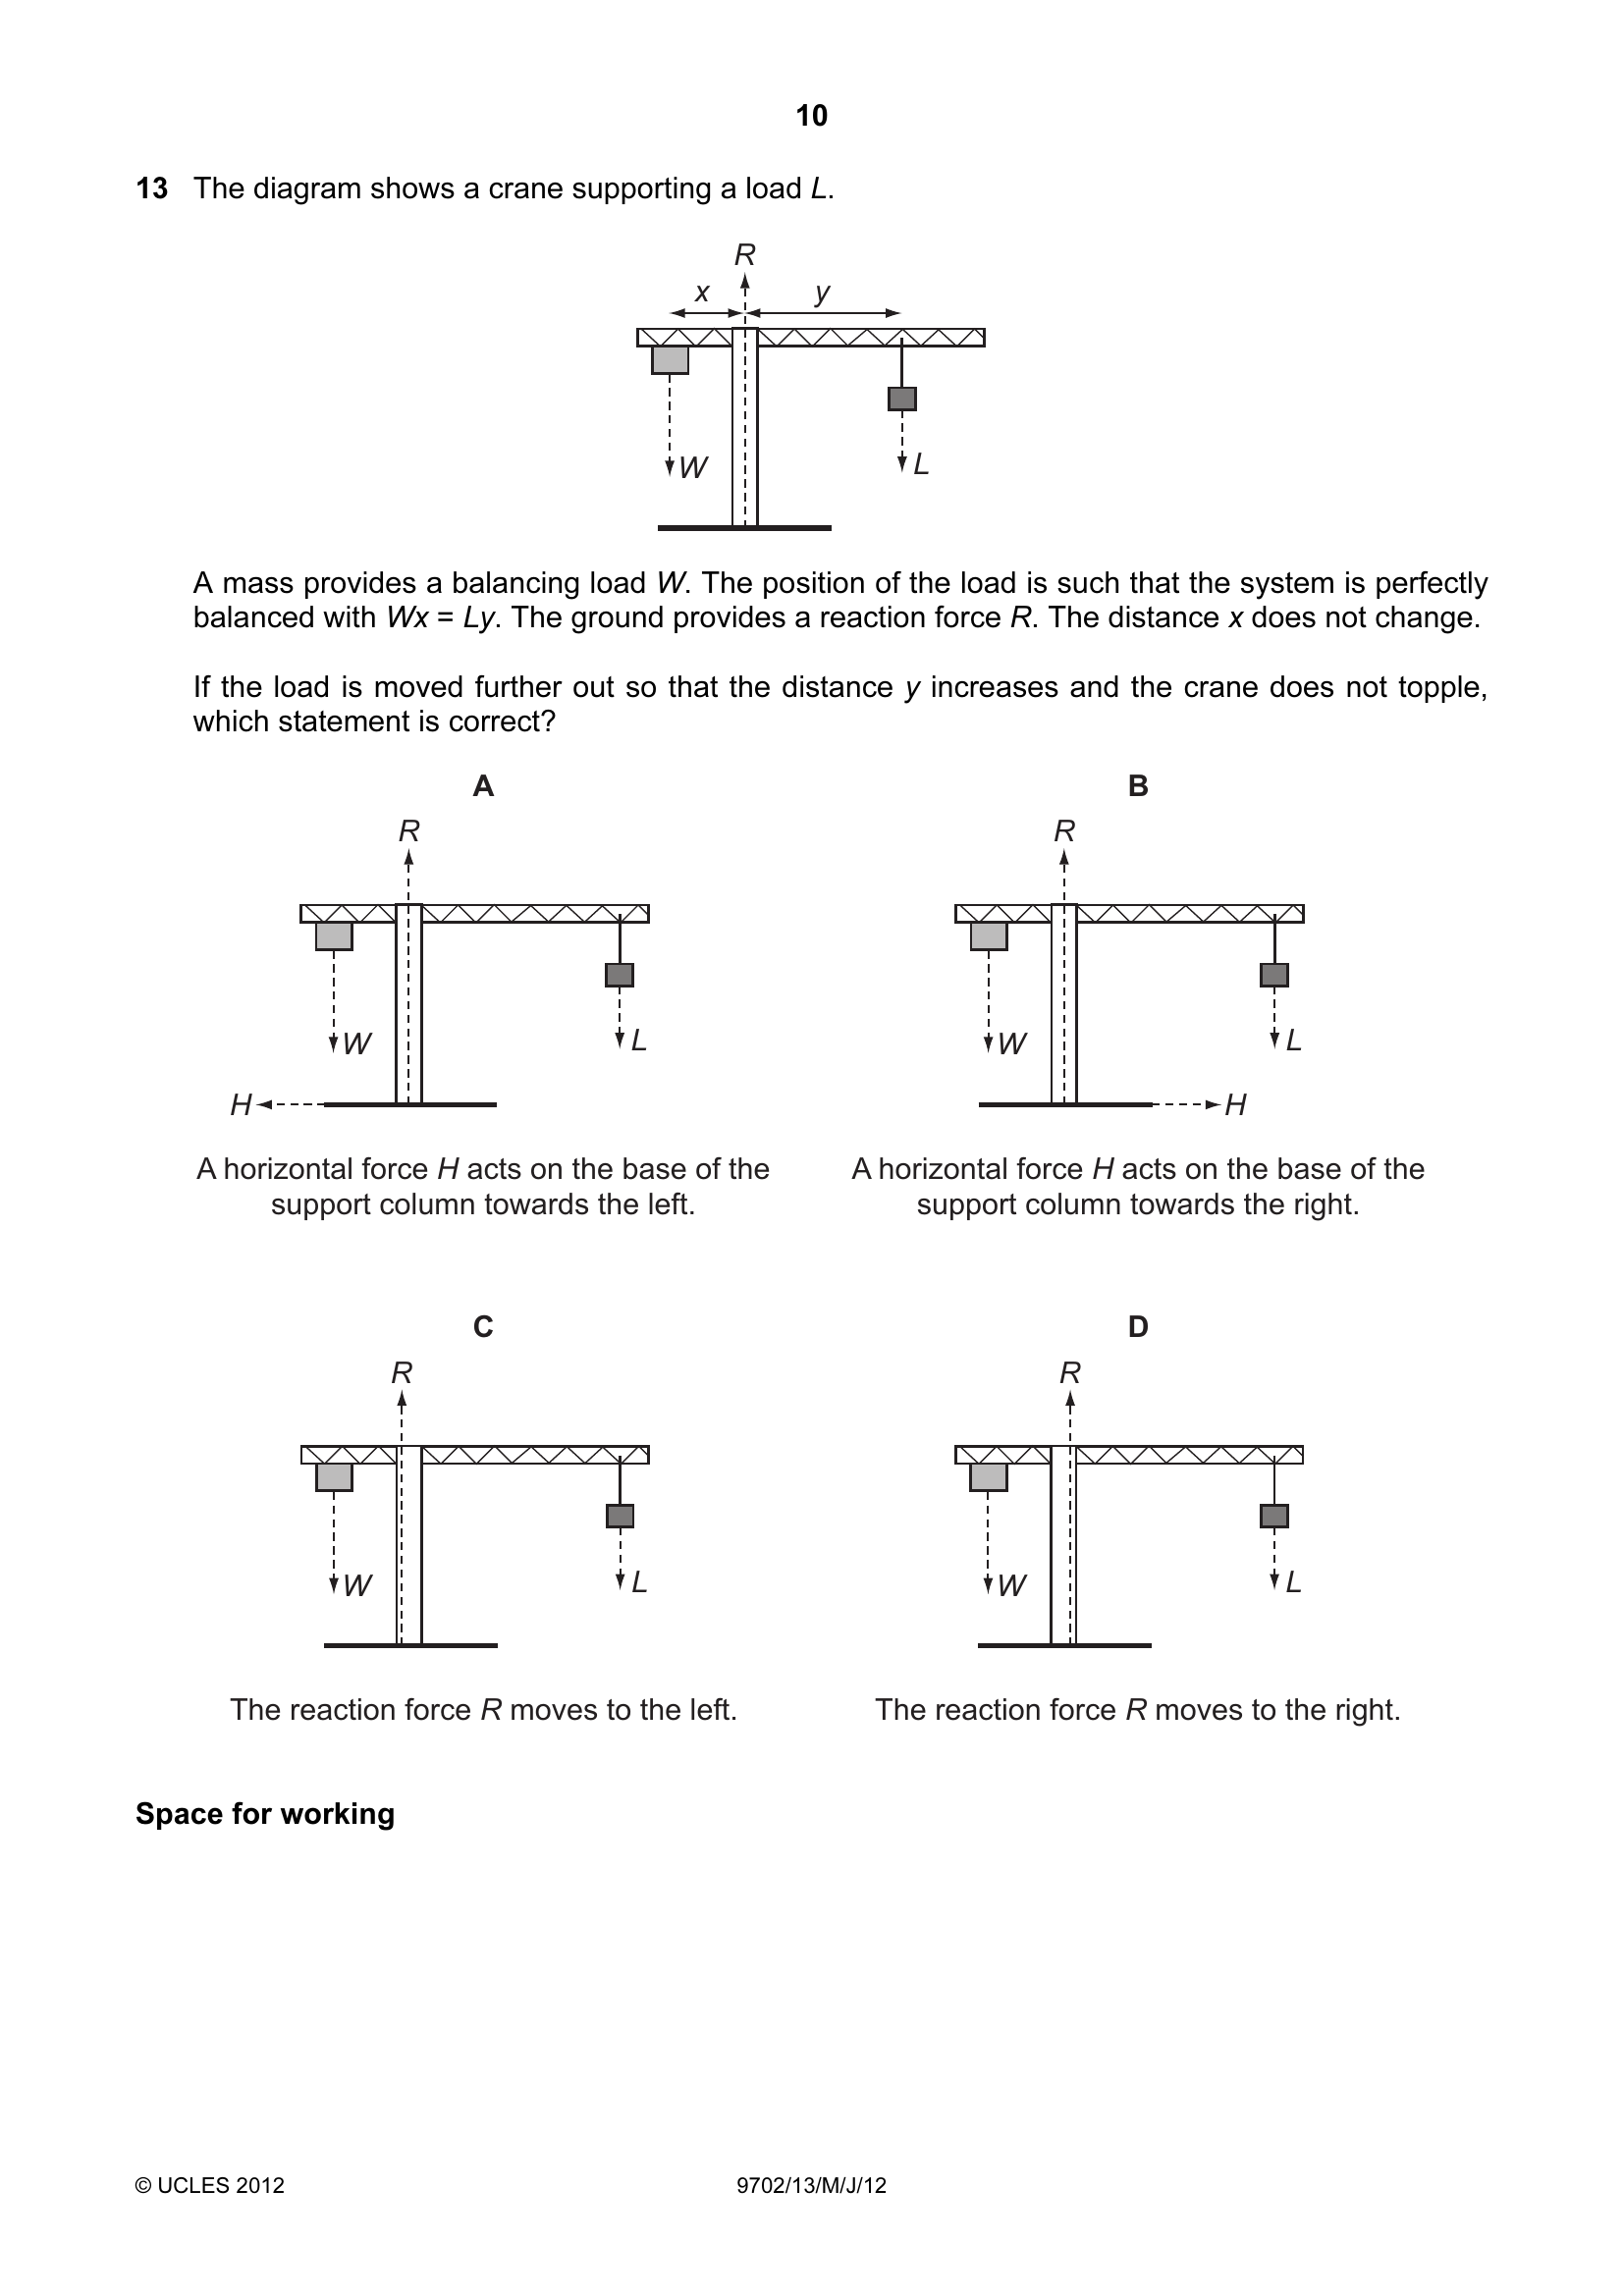 10
13 The diagram shows a crane supporting a load L.
R
x y
W
L
A mass provides a balancing load W. The position of the load is such that the system is perfectly
balanced with Wx = Ly. The ground provides a reaction force R. The distance x does not change.
If the load is moved further out so that the distance y increases and the crane does not topple,
which statement is correct?
A
R
W
L
H
A horizontal force H acts on the base of the
support column towards the left.
B
R
W
L
H
A horizontal force H acts on the base of the
support column towards the right.
C
R
W
L
The reaction force R moves to the left.
D
R
W
L
The reaction force R moves to the right.
Space for working
© UCLES 2012 9702/13/M/J/12